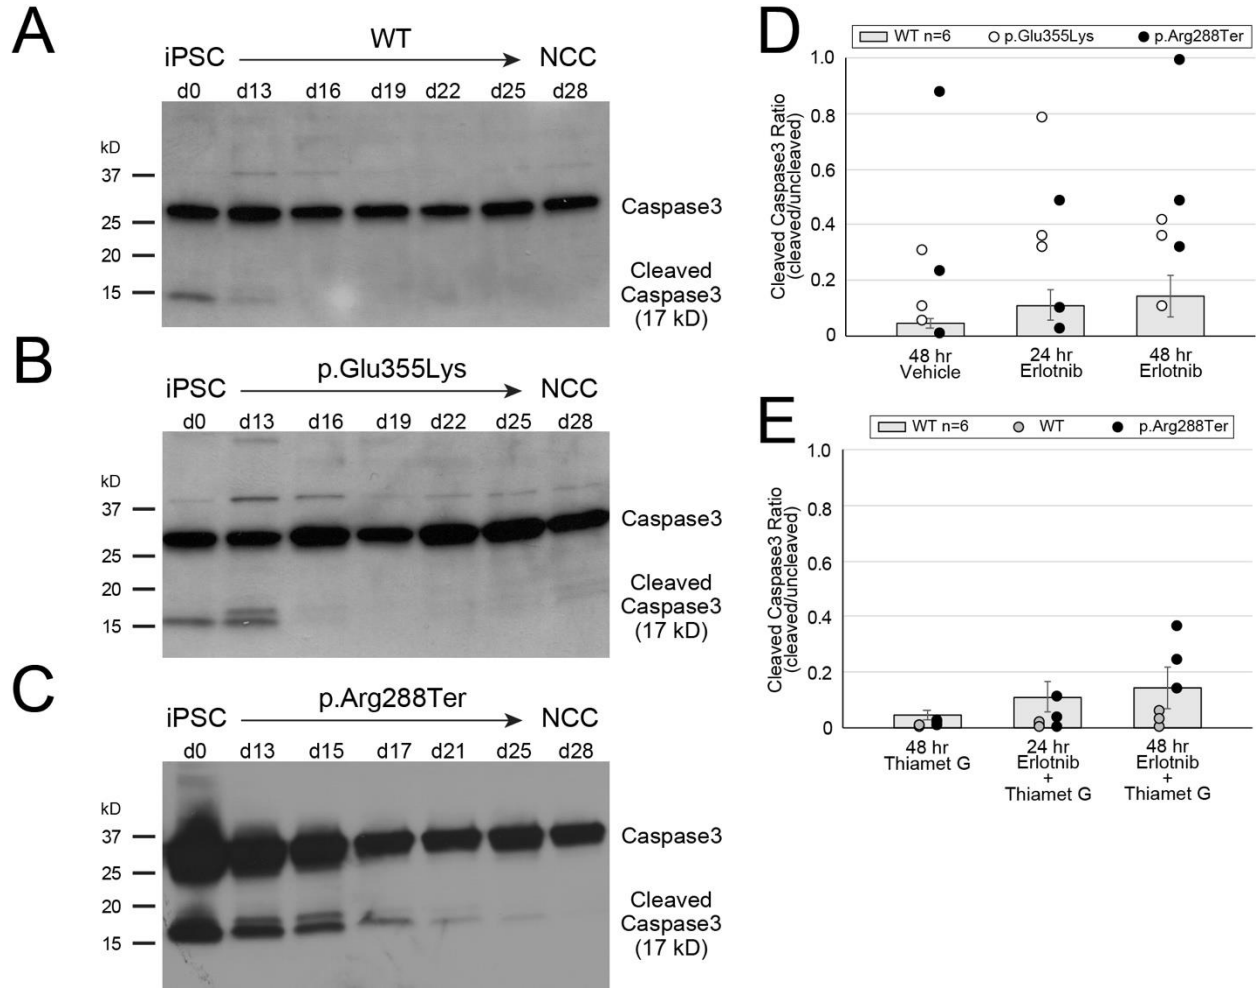 A
WT
iPSC NCC
d0 d13 d16 d19 d22 d25 d28
kD
37
25
20
15
Caspase3
Cleaved
Caspase3
(17 kD)
B
p.Glu355Lys
iPSC NCC
d0 d13 d16 d19 d22 d25 d28
kD
37
25
20
15
Caspase3
Cleaved
Caspase3
(17 kD)
C
p.Arg288Ter
iPSC NCC
d0 d13 d15 d17 d21 d25 d28
kD
37
25
20
15
Caspase3
Cleaved
Caspase3
(17 kD)
D
WT n=6 p.Glu355Lys p.Arg288Ter
Cleaved Caspase3 Ratio
(cleaved/uncleaved)
1.0
0.8
0.6
0.4
0.2
0
48 hr
Vehicle
24 hr
Erlotnib
48 hr
Erlotnib
E
WT n=6 WT p.Arg288Ter
Cleaved Caspase3 Ratio
(cleaved/uncleaved)
1.0
0.8
0.6
0.4
0.2
0
48 hr
Thiamet G
24 hr
Erlotnib
+
Thiamet G
48 hr
Erlotnib
+
Thiamet G